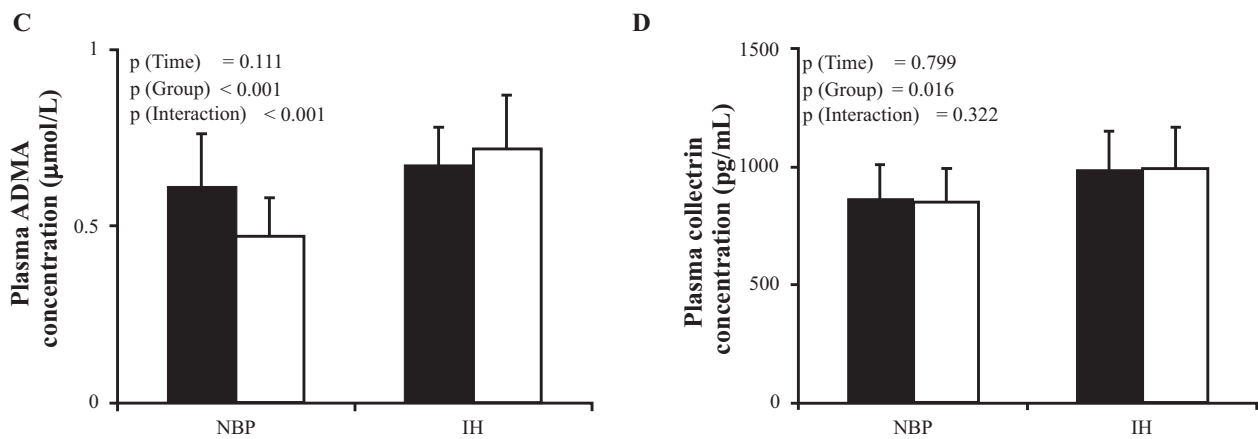 C
Plasma ADMA
concentration (μmol/L)
1
0.5
0
p (Time) = 0.111
p (Group) < 0.001
p (Interaction) < 0.001
NBP
IH
D
Plasma collectrin
concentration (pg/mL)
1500
1000
500
0
p (Time) = 0.799
p (Group) = 0.016
p (Interaction) = 0.322
NBP
IH